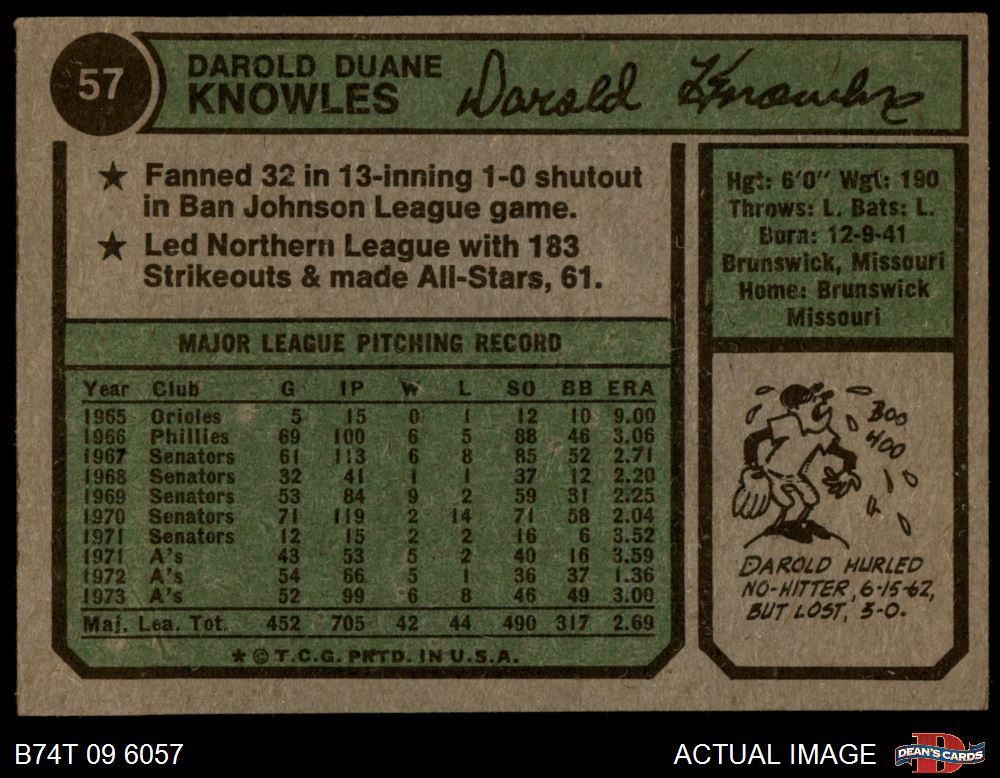 57
DAROLD DUANE
KNOWLES
Darold Knowles
★ Fanned 32 in 13-inning 1-0 shutout
in Ban Johnson League game.
★ Led Northern League with 183
Strikeouts & made All-Stars, 61.
Hgt: 6'0" Wgt: 190
Throws: L. Bats: L.
Born: 12-9-41
Brunswick, Missouri
Home: Brunswick
Missouri
MAJOR LEAGUE PITCHING RECORD
Year Club G IP W L SO BB ERA
1965 Orioles 5 15 0 1 12 10 9.00
1966 Phillies 69 100 6 5 88 46 3.06
1967 Senators 61 113 6 8 85 52 2.71
1968 Senators 32 41 1 1 37 12 2.20
1969 Senators 53 84 9 2 59 31 2.25
1970 Senators 71 119 2 14 71 58 2.04
1971 Senators 12 15 2 2 16 6 3.52
1971 A's 43 53 5 2 40 16 3.59
1972 A's 54 66 5 1 36 37 1.36
1973 A's 52 99 6 8 46 49 3.00
Maj. Lea. Tot. 452 705 42 44 490 317 2.69
* © T.C.G. PRTD. IN U.S.A.
BOO
HOO
DAROLD HURLED
NO-HITTER, 6-15-62,
BUT LOST, 3-0.
B74T 09 6057
ACTUAL IMAGE
DEAN'S CARDS